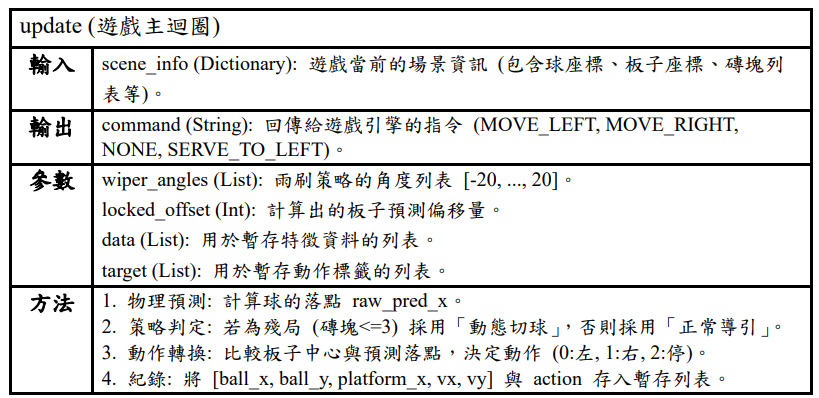 update (遊戲主迴圈)
輸入
scene_info (Dictionary): 遊戲當前的場景資訊 (包含球座標、板子座標、磚塊列
表等)。
輸出
command (String): 回傳給遊戲引擎的指令 (MOVE_LEFT, MOVE_RIGHT,
NONE, SERVE_TO_LEFT)。
參數
wiper_angles (List): 雨刷策略的角度列表 [-20, ..., 20]。
locked_offset (Int): 計算出的板子預測偏移量。
data (List): 用於暫存特徵資料的列表。
target (List): 用於暫存動作標籤的列表。
方法
1. 物理預測: 計算球的落點 raw_pred_x。
2. 策略判定: 若為殘局 (磚塊<=3) 採用「動態切球」，否則採用「正常導引」。
3. 動作轉換: 比較板子中心與預測落點，決定動作 (0:左, 1:右, 2:停)。
4. 紀錄: 將 [ball_x, ball_y, platform_x, vx, vy] 與 action 存入暫存列表。